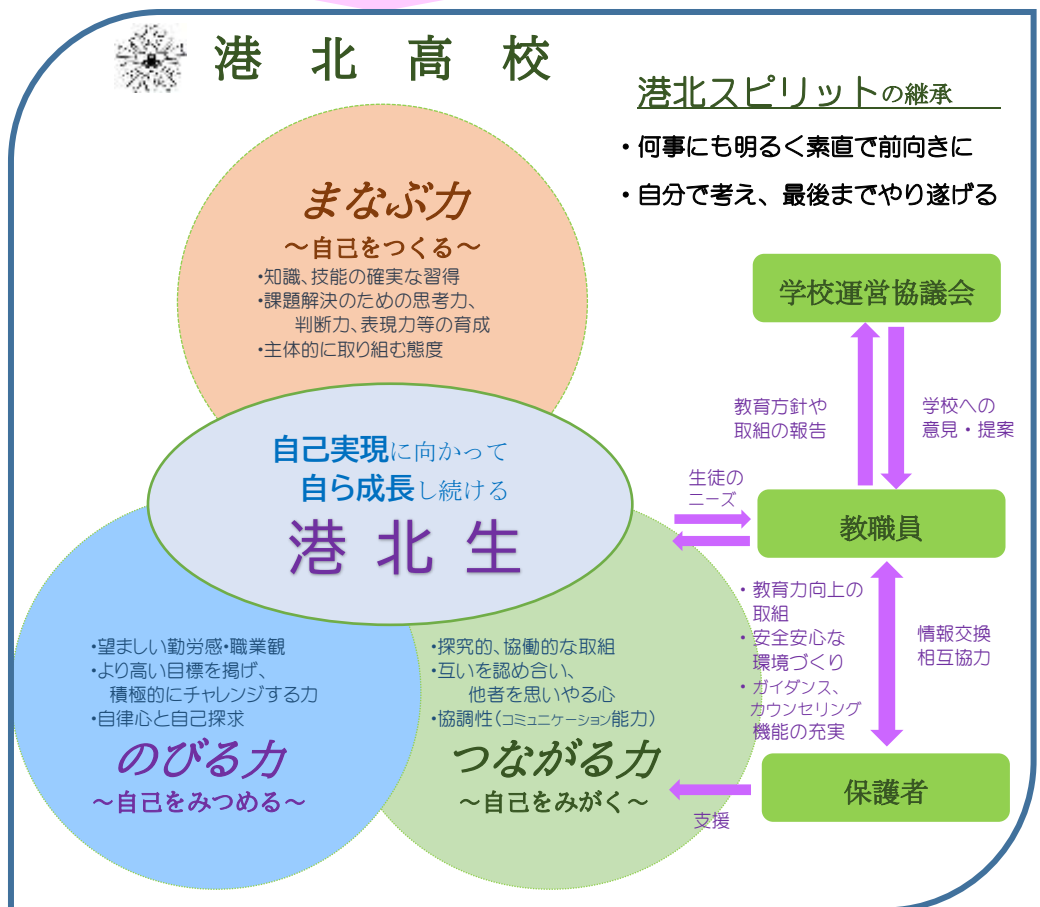 港 北 高 校
港北スピリットの継承
・何事にも明るく素直で前向きに
・自分で考え、最後までやり遂げる
まなぶ力
～自己をつくる～
・知識、技能の確実な習得
・課題解決のための思考力、
判断力、表現力等の育成
・主体的に取り組む態度
自己実現に向かって
自ら成長し続ける
港 北 生
・望ましい勤労感・職業観
・より高い目標を掲げ、
積極的にチャレンジする力
・自律心と自己探求
のびる力
～自己をみつめる～
・探究的、協働的な取組
・互いを認め合い、
他者を思いやる心
・協調性(コミュニケーション能力)
つながる力
～自己をみがく～
学校運営協議会
教育方針や
取組の報告
学校への
意見・提案
生徒の
ニーズ
教職員
・教育力向上の
取組
・安全安心な
環境づくり
・ガイダンス、
カウンセリング
機能の充実
情報交換
相互協力
保護者
支援